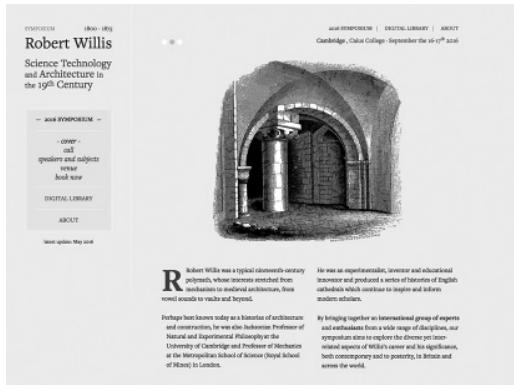 SYMPOSIUM 1800 - 1875
Robert Willis
Science Technology
and Architecture in
the 19th Century
— 2016 SYMPOSIUM —
- cover -
call
speakers and subjects
venue
book now
DIGITAL LIBRARY
ABOUT
latest update: May 2016
2016 SYMPOSIUM | DIGITAL LIBRARY | ABOUT
Cambridge, Caius College - September the 16-17th 2016
Robert Willis was a typical nineteenth-century
polymath, whose interests stretched from
mechanisms to medieval architecture, from
vowel sounds to vaults and beyond.
Perhaps best known today as a historian of architecture
and construction, he was also Jacksonian Professor of
Natural and Experimental Philosophy at the
University of Cambridge and Professor of Mechanics
at the Metropolitan School of Science (Royal School
of Mines) in London.
He was an experimentalist, inventor and educational
innovator and produced a series of histories of English
cathedrals which continue to inspire and inform
modern scholars.
By bringing together an international group of experts
and enthusiasts from a wide range of disciplines, our
symposium aims to explore the diverse yet inter-
related aspects of Willis's career and his significance,
both contemporary and to posterity, in Britain and
across the world.